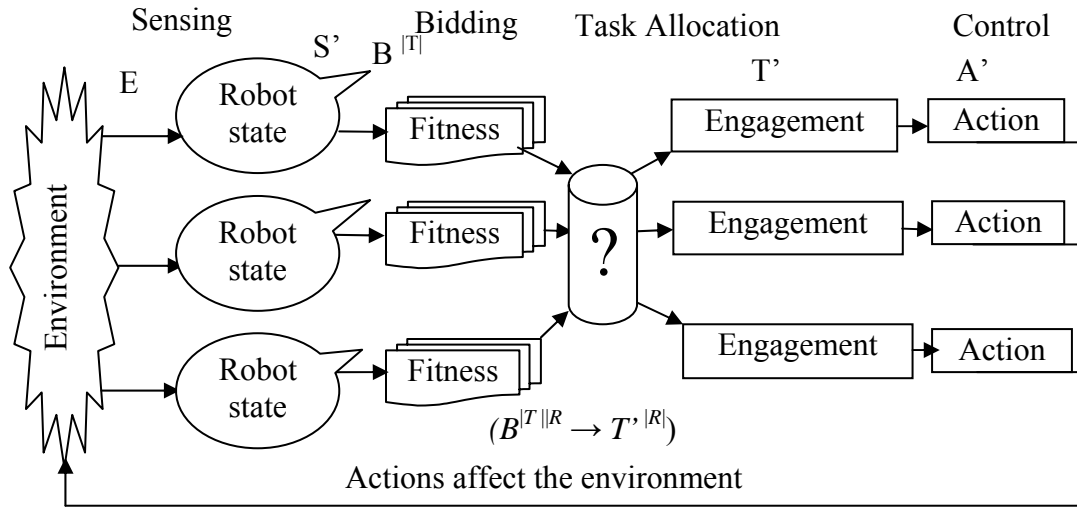 Sensing Bidding Task Allocation Control
E S’ B |T| T’ A’
Robot state Fitness Engagement Action
Environment
Robot state Fitness ? Engagement Action
Robot state Fitness Engagement Action
(B|T ||R → T’ |R|)
Actions affect the environment